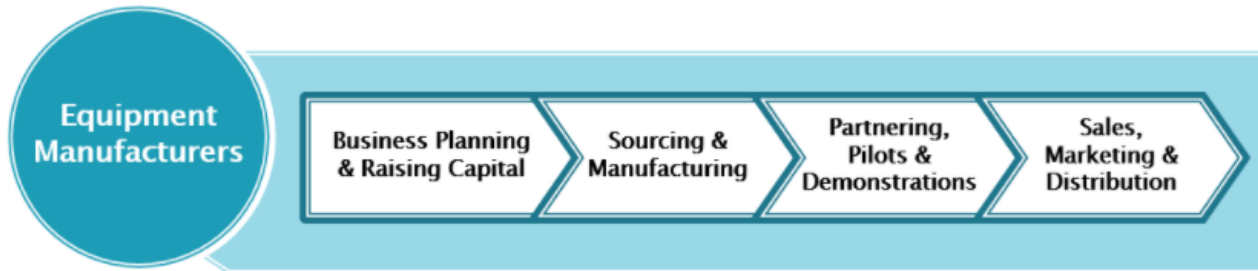 Equipment
Manufacturers
Business Planning
& Raising Capital
Sourcing &
Manufacturing
Partnering,
Pilots &
Demonstrations
Sales,
Marketing &
Distribution